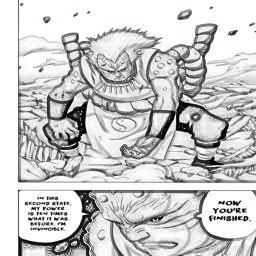 IN THIS
SECOND STATE,
MY POWER
IS TEN TIMES
WHAT IT WAS
BEFORE. I'M
INVINCIBLE.
NOW
YOU'RE
FINISHED.